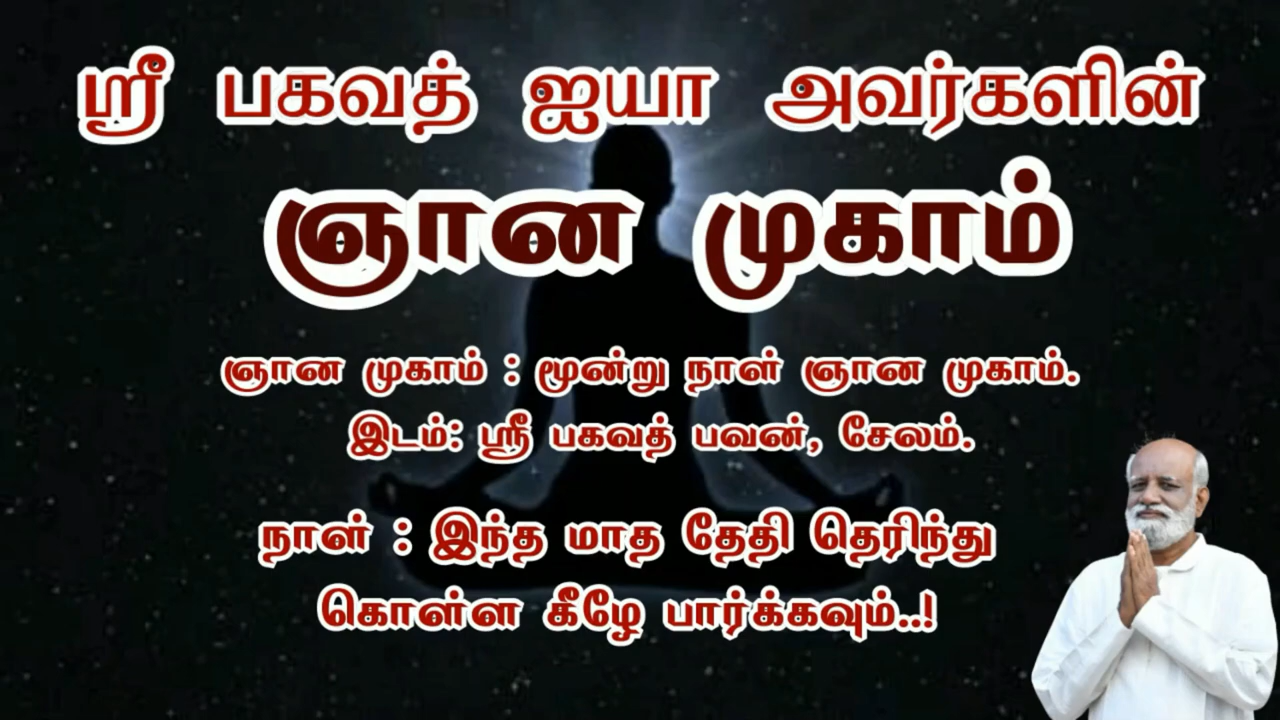 ஸ்ரீ பகவத் ஐயா அவர்களின்
ஞான முகாம்
ஞான முகாம் : மூன்று நாள் ஞான முகாம்.
இடம்: ஸ்ரீ பகவத் பவன், சேலம்.
நாள் : இந்த மாத தேதி தெரிந்து
கொள்ள கீழே பார்க்கவும்..!